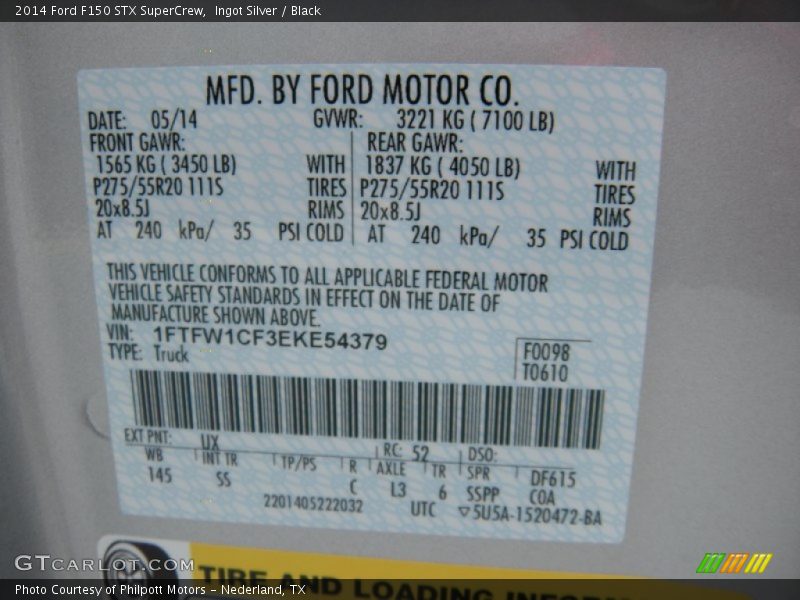 2014 Ford F150 STX SuperCrew,  Ingot Silver / Black
MFD. BY FORD MOTOR CO.
DATE: 05/14 GVWR: 3221 KG ( 7100 LB)
FRONT GAWR: REAR GAWR:
1565 KG ( 3450 LB) WITH 1837 KG ( 4050 LB) WITH
P275/55R20 111S TIRES P275/55R20 111S TIRES
20x8.5J RIMS 20x8.5J RIMS
AT 240 kPa/ 35 PSI COLD AT 240 kPa/ 35 PSI COLD
THIS VEHICLE CONFORMS TO ALL APPLICABLE FEDERAL MOTOR
VEHICLE SAFETY STANDARDS IN EFFECT ON THE DATE OF
MANUFACTURE SHOWN ABOVE.
VIN: 1FTFW1CF3EKE54379
TYPE: Truck
F0098
T0610
EXT PNT: UX RC: 52 DSO:
WB INT TR TP/PS R AXLE TR SPR DF615
145 SS C L3 6 SSPP COA
2201405222032 UTC ▽5U5A-1520472-BA
TIRE AND LOADING
GTCARLOT.COM
Photo Courtesy of Philpott Motors - Nederland, TX